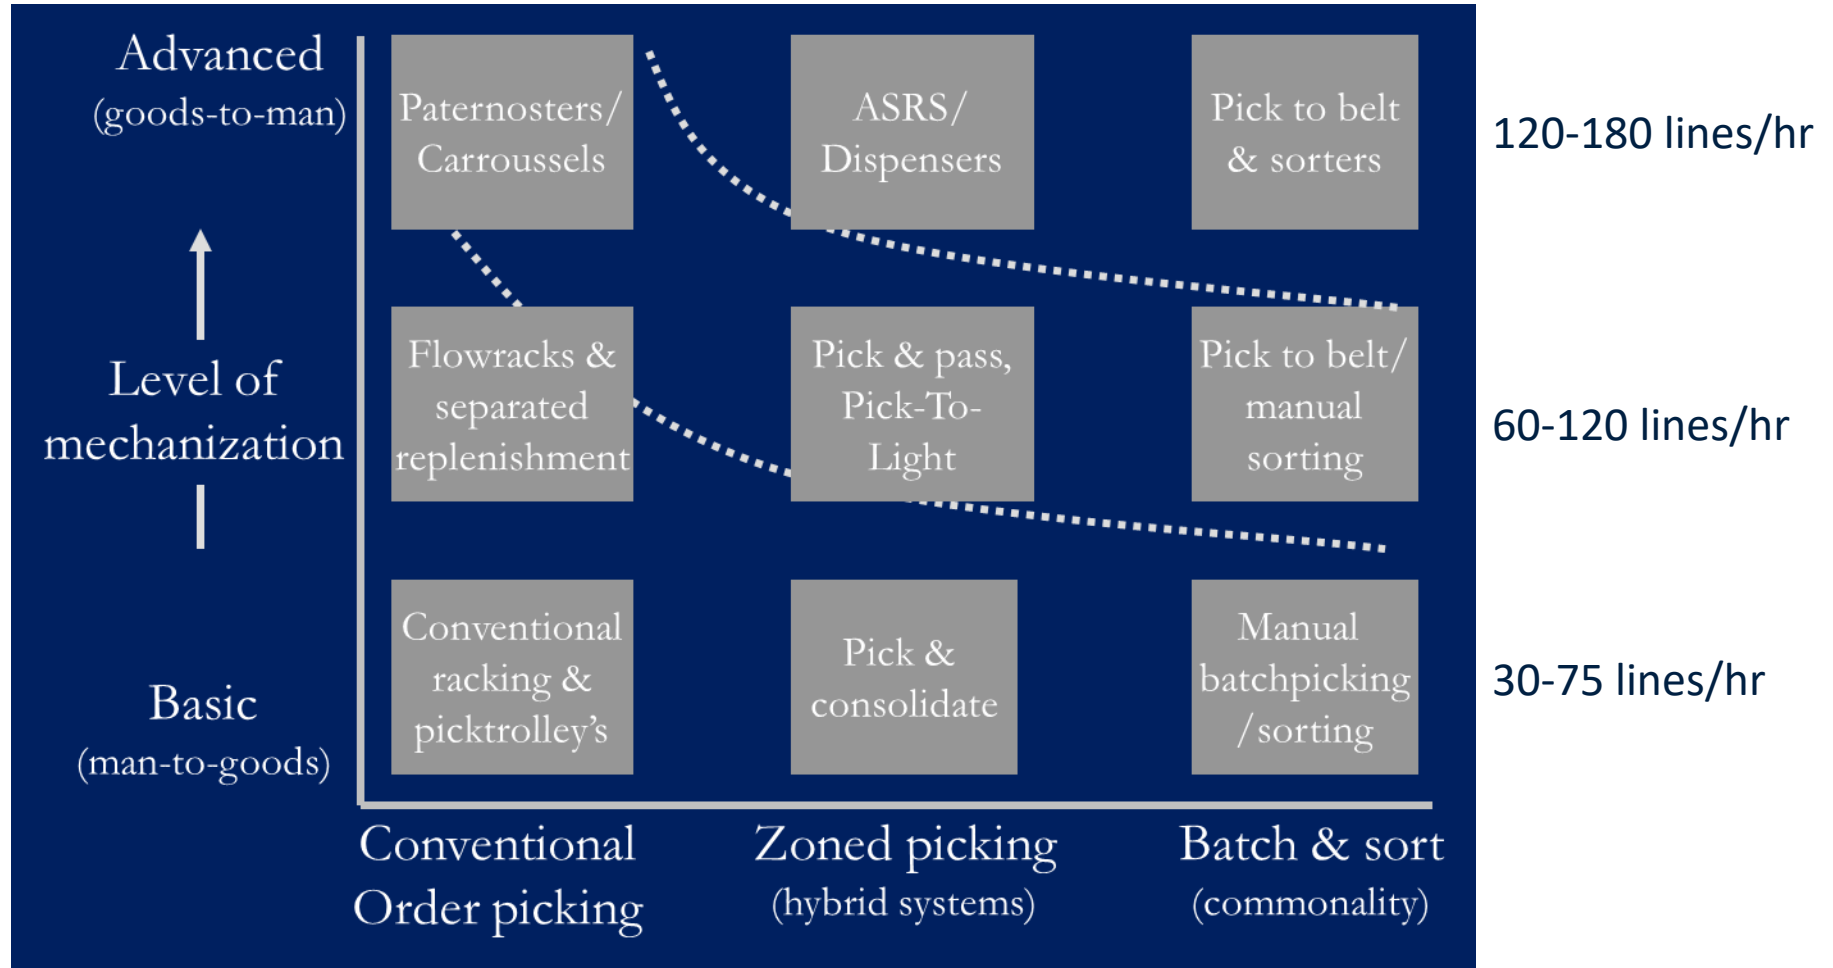 Advanced
(goods-to-man)
Paternosters/
Carroussels
ASRS/
Dispensers
Pick to belt
& sorters
120-180 lines/hr
Level of
mechanization
Flowracks &
separated
replenishment
Pick & pass,
Pick-To-
Light
Pick to belt/
manual
sorting
60-120 lines/hr
Basic
(man-to-goods)
Conventional
racking &
picktrolley’s
Pick &
consolidate
Manual
batchpicking
/sorting
30-75 lines/hr
Conventional
Order picking
Zoned picking
(hybrid systems)
Batch & sort
(commonality)